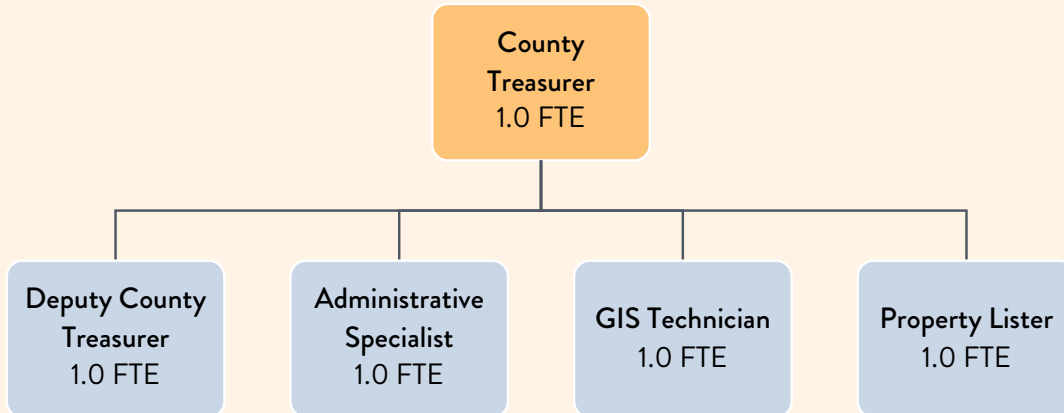 County
Treasurer
1.0 FTE
Deputy County
Treasurer
1.0 FTE
Administrative
Specialist
1.0 FTE
GIS Technician
1.0 FTE
Property Lister
1.0 FTE